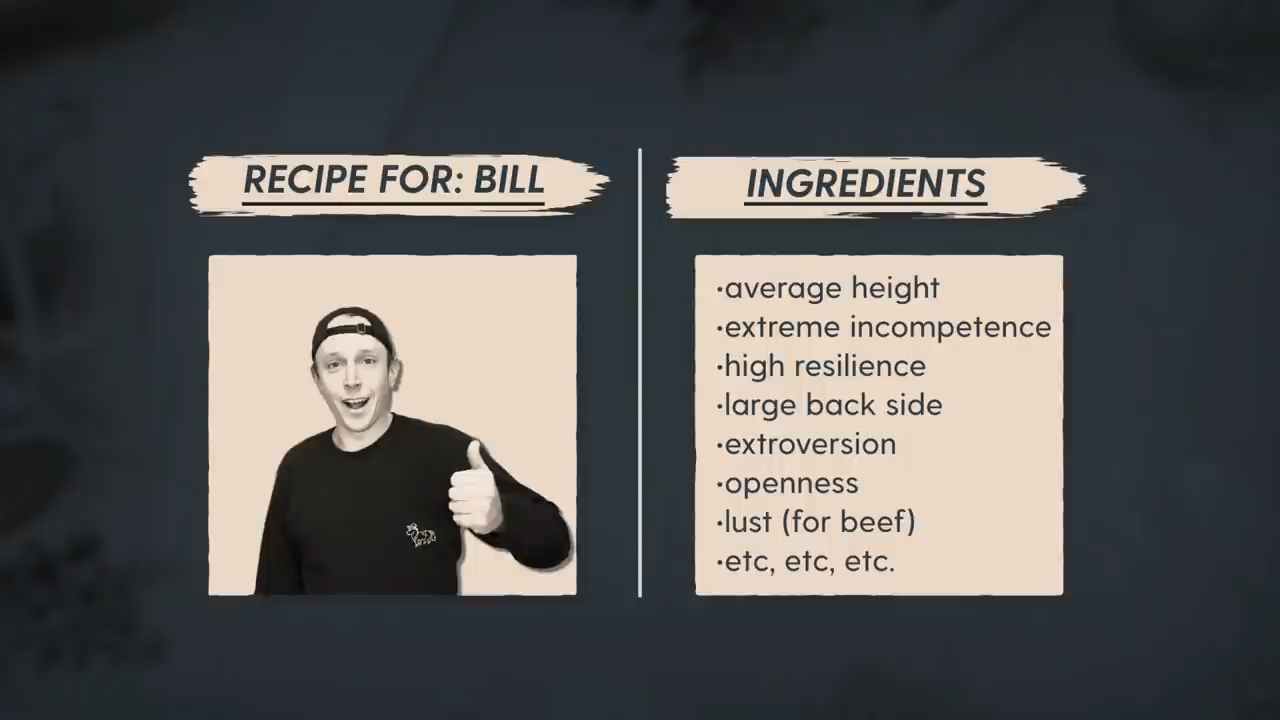 RECIPE FOR: BILL
INGREDIENTS
·average height
·extreme incompetence
·high resilience
·large back side
·extroversion
·openness
·lust (for beef)
·etc, etc, etc.